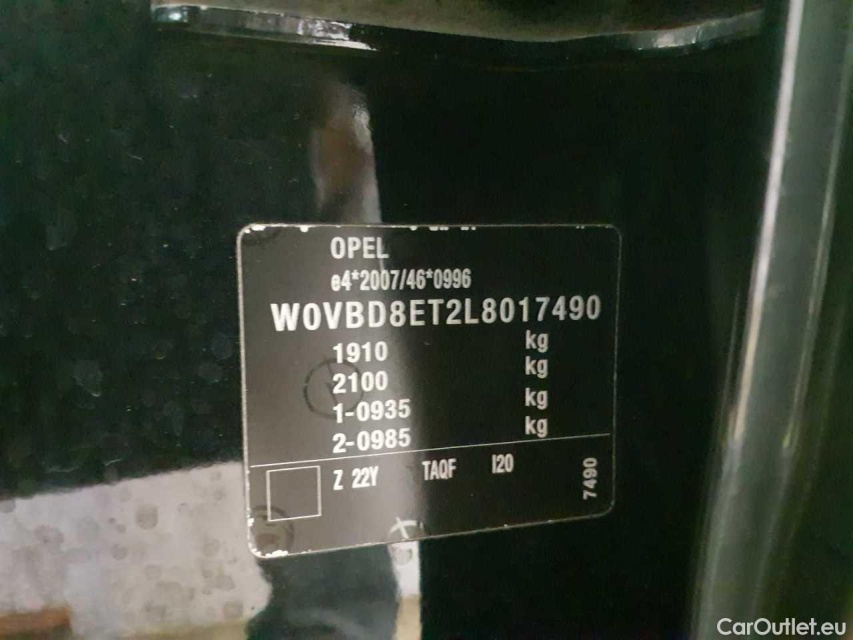 OPEL
e4*2007/46*0996
W0VBD8ET2L8017490
1910 kg
2100 kg
1-0935 kg
2-0985 kg
Z 22Y TAQF I20
7490
CarOutlet.eu